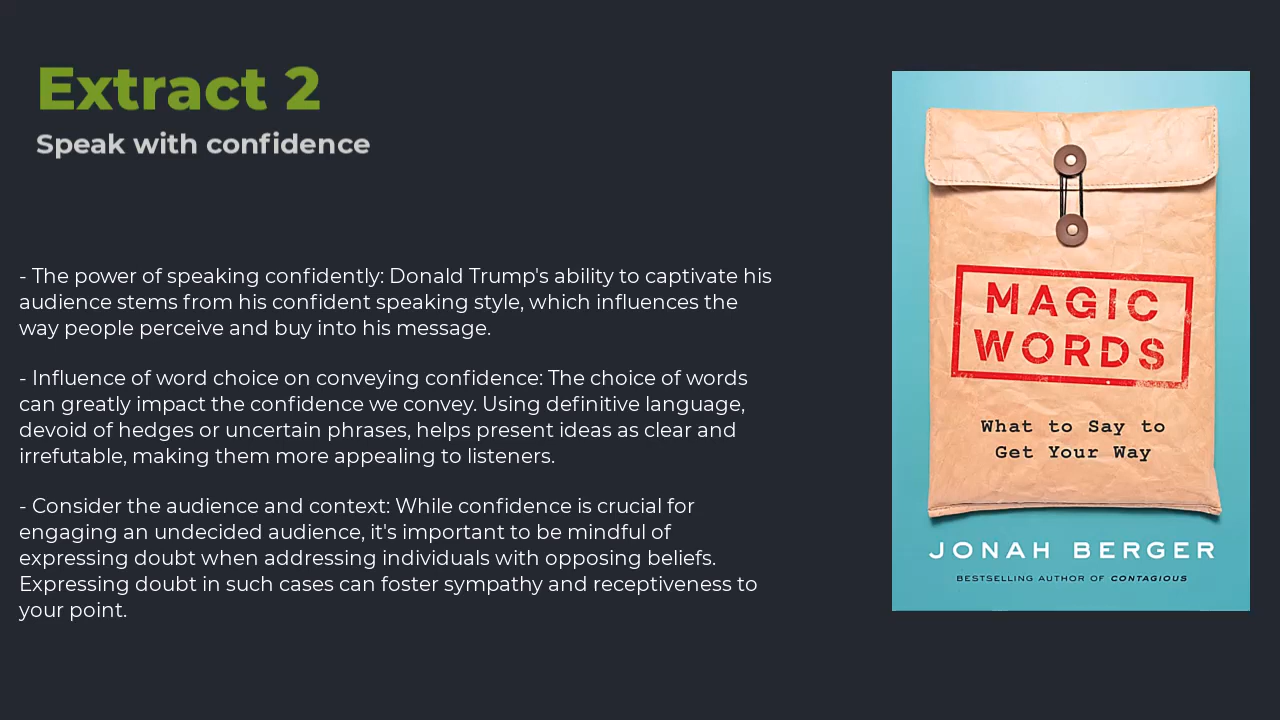 Extract 2
Speak with confidence
- The power of speaking confidently: Donald Trump's ability to captivate his
audience stems from his confident speaking style, which influences the
way people perceive and buy into his message.
- Influence of word choice on conveying confidence: The choice of words
can greatly impact the confidence we convey. Using definitive language,
devoid of hedges or uncertain phrases, helps present ideas as clear and
irrefutable, making them more appealing to listeners.
- Consider the audience and context: While confidence is crucial for
engaging an undecided audience, it's important to be mindful of
expressing doubt when addressing individuals with opposing beliefs.
Expressing doubt in such cases can foster sympathy and receptiveness to
your point.
MAGIC
WORDS
What to Say to
Get Your Way
JONAH BERGER
BESTSELLING AUTHOR OF CONTAGIOUS